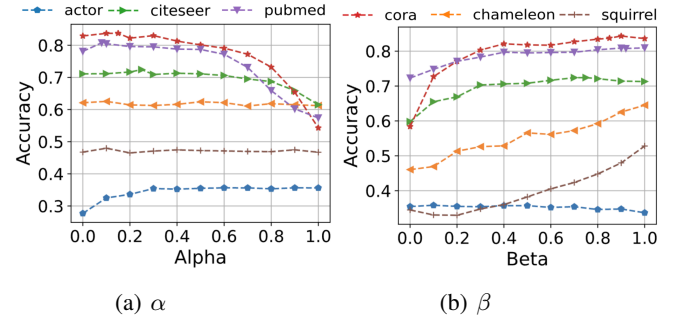 actor citeseer pubmed cora chameleon squirrel
0.8
0.7
0.6
0.5
0.4
0.3
Accuracy
0.0 0.2 0.4 0.6 0.8 1.0
Alpha
(a) α
0.8
0.7
0.6
0.5
0.4
Accuracy
0.0 0.2 0.4 0.6 0.8 1.0
Beta
(b) β